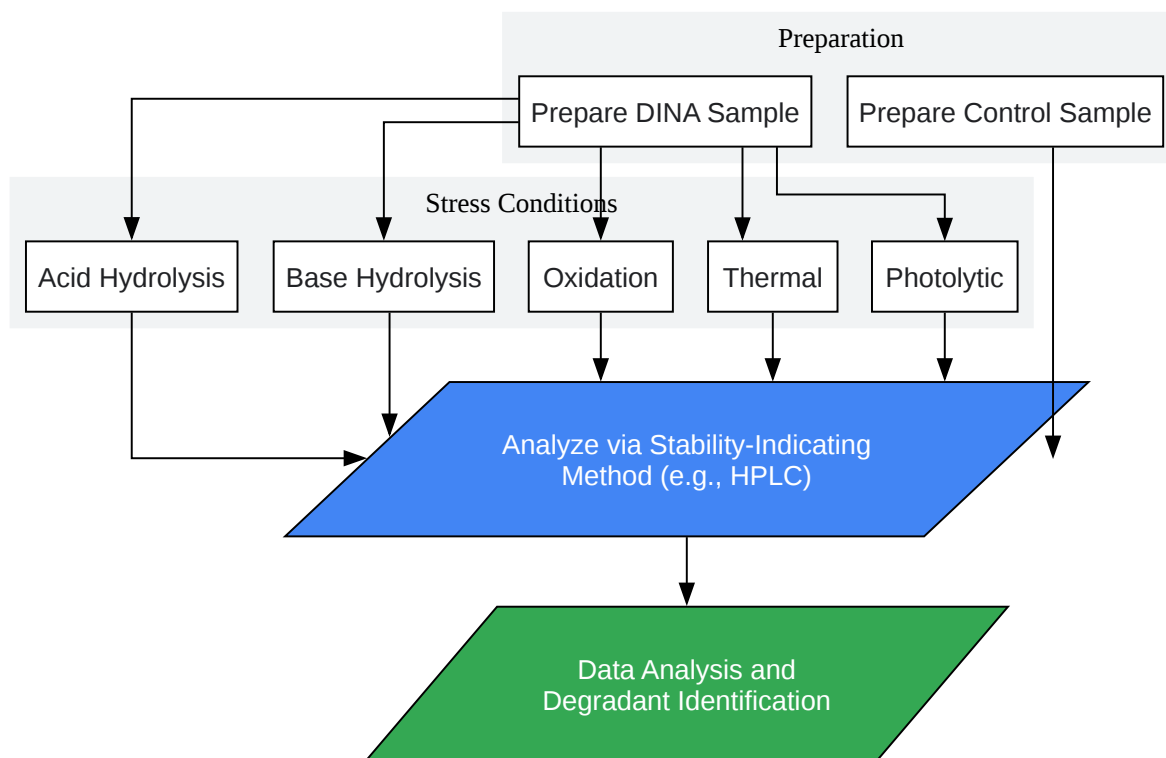 Preparation
Prepare DINA Sample
Prepare Control Sample
Stress Conditions
Acid Hydrolysis
Base Hydrolysis
Oxidation
Thermal
Photolytic
Analyze via Stability-Indicating
Method (e.g., HPLC)
Data Analysis and
Degradant Identification